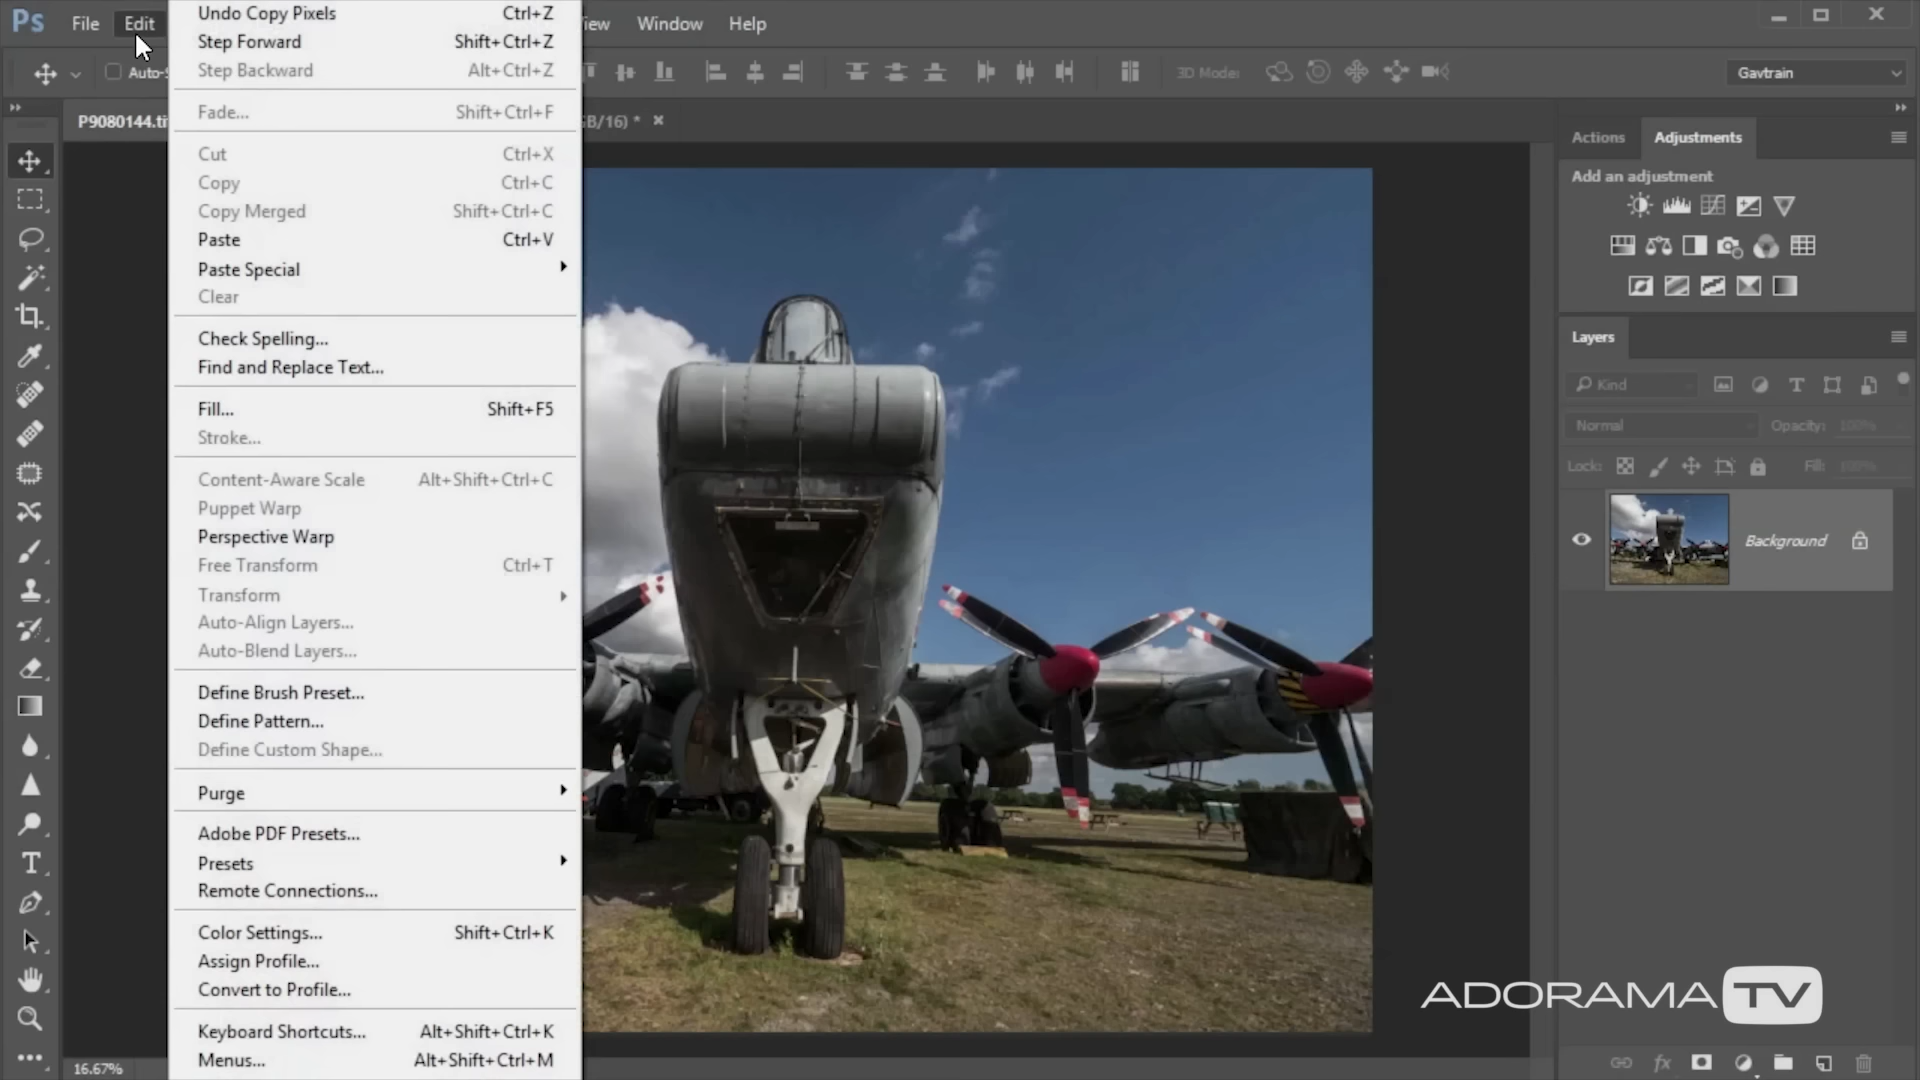 Ps File Edit Window Help
Undo Copy Pixels Ctrl+Z
Step Forward Shift+Ctrl+Z
Step Backward Alt+Ctrl+Z
Fade... Shift+Ctrl+F
Cut Ctrl+X
Copy Ctrl+C
Copy Merged Shift+Ctrl+C
Paste Ctrl+V
Paste Special
Clear
Check Spelling...
Find and Replace Text...
Fill... Shift+F5
Stroke...
Content-Aware Scale Alt+Shift+Ctrl+C
Puppet Warp
Perspective Warp
Free Transform Ctrl+T
Transform
Auto-Align Layers...
Auto-Blend Layers...
Define Brush Preset...
Define Pattern...
Define Custom Shape...
Purge
Adobe PDF Presets...
Presets
Remote Connections...
Color Settings... Shift+Ctrl+K
Assign Profile...
Convert to Profile...
Keyboard Shortcuts... Alt+Shift+Ctrl+K
Menus... Alt+Shift+Ctrl+M
3D Mode:
Gavtrain
P9080144.ti
B/16) *
Actions Adjustments
Add an adjustment
Layers
Kind
Normal Opacity: 100%
Lock: Fill: 100%
Background
16.67%
ADORAMA TV
fx